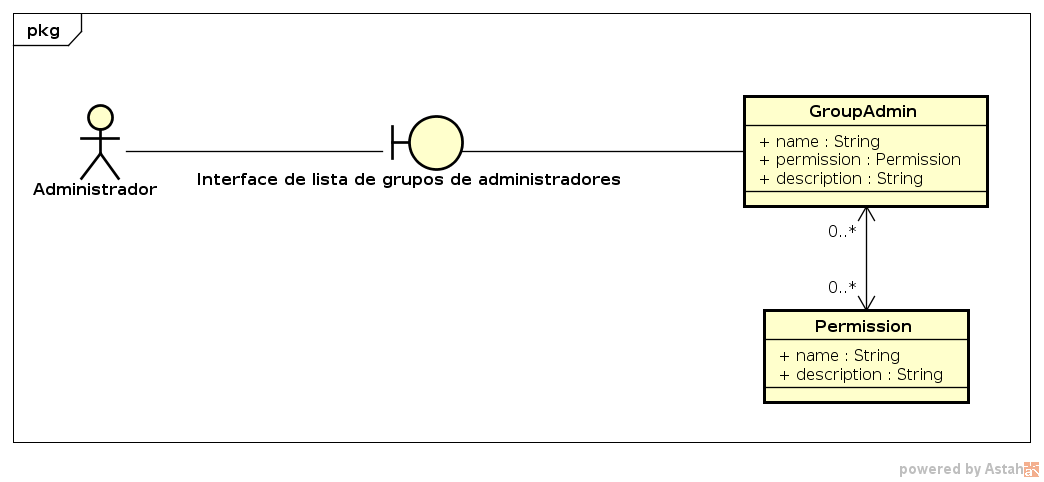 pkg
Administrador
Interface de lista de grupos de administradores
GroupAdmin
+ name : String
+ permission : Permission
+ description : String
0..*
0..*
Permission
+ name : String
+ description : String
powered by Astah